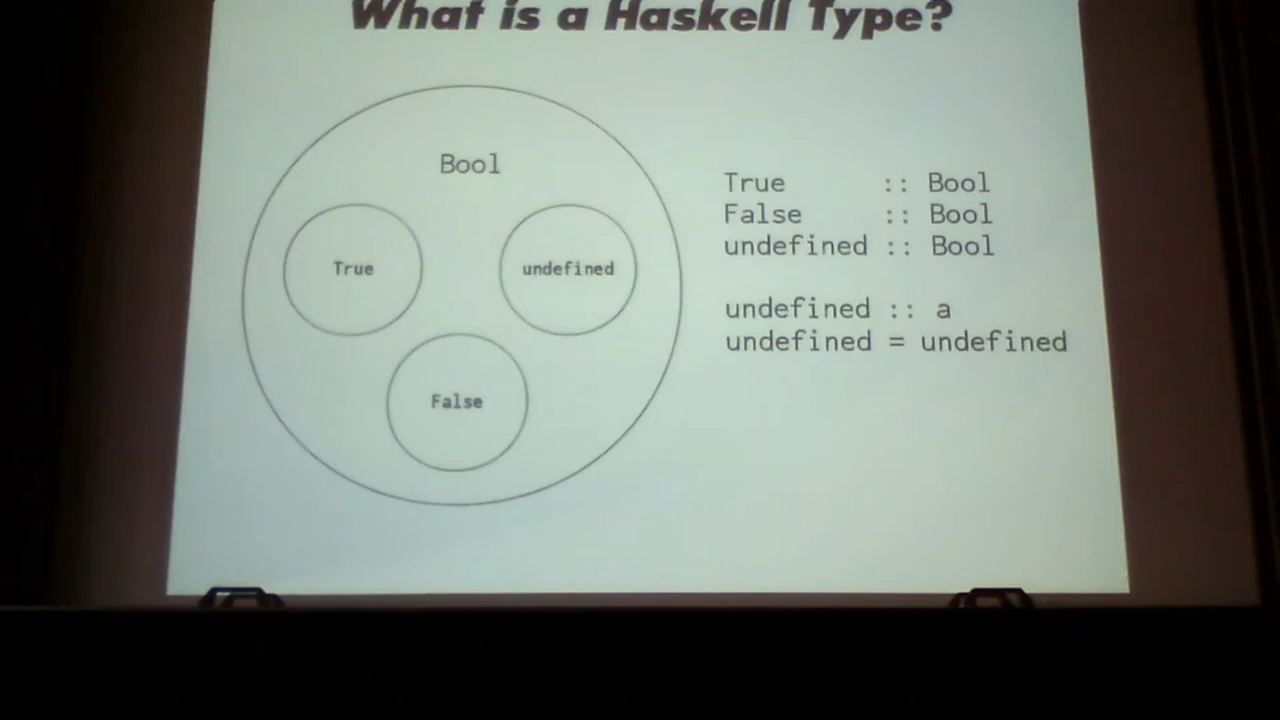 What is a Haskell Type?
Bool
True
undefined
False
True :: Bool
False :: Bool
undefined :: Bool
undefined :: a
undefined = undefined